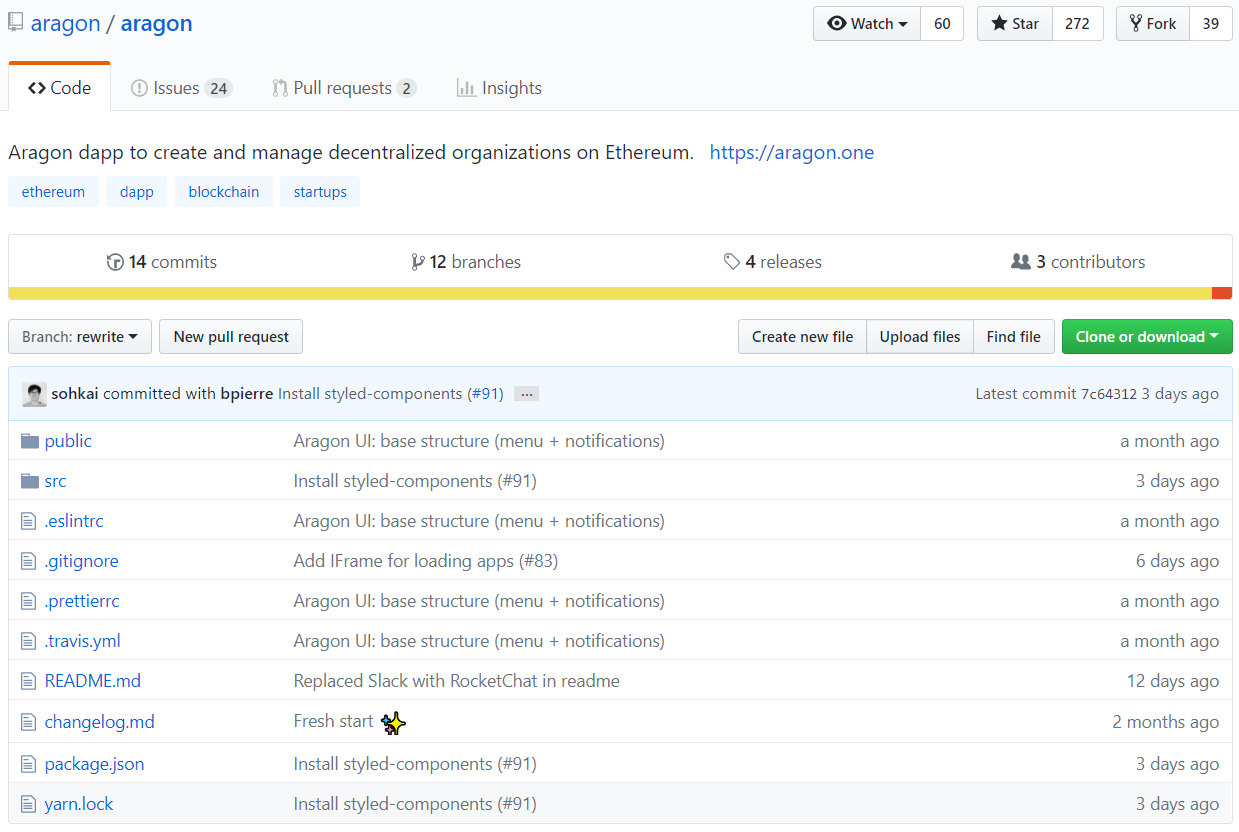 aragon / aragon Watch 60 Star 272 Fork 39
Code Issues 24 Pull requests 2 Insights
Aragon dapp to create and manage decentralized organizations on Ethereum. https://aragon.one
ethereum dapp blockchain startups
14 commits 12 branches 4 releases 3 contributors
Branch: rewrite New pull request Create new file Upload files Find file Clone or download
sohkai committed with bpierre Install styled-components (#91) ... Latest commit 7c64312 3 days ago
public Aragon UI: base structure (menu + notifications) a month ago
src Install styled-components (#91) 3 days ago
.eslintrc Aragon UI: base structure (menu + notifications) a month ago
.gitignore Add IFrame for loading apps (#83) 6 days ago
.prettierrc Aragon UI: base structure (menu + notifications) a month ago
.travis.yml Aragon UI: base structure (menu + notifications) a month ago
README.md Replaced Slack with RocketChat in readme 12 days ago
changelog.md Fresh start ✨ 2 months ago
package.json Install styled-components (#91) 3 days ago
yarn.lock Install styled-components (#91) 3 days ago